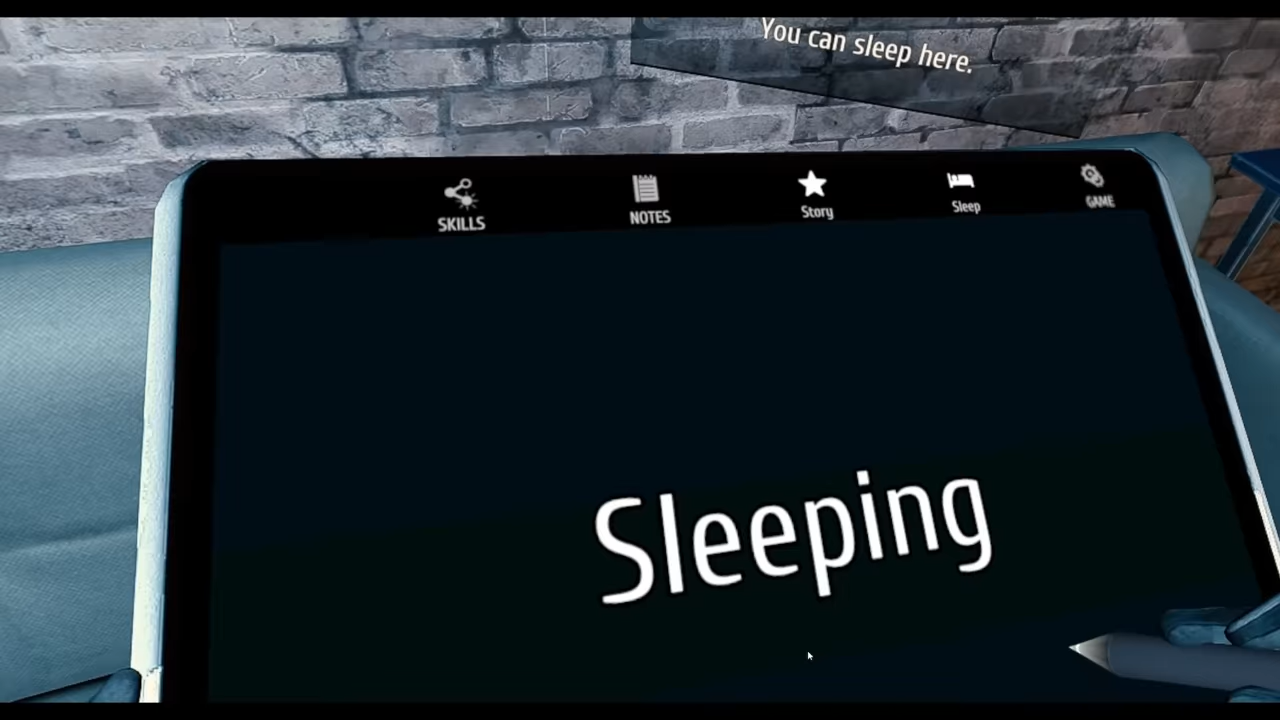 You can sleep here.
SKILLS
NOTES
Story
Sleep
GAME
Sleeping